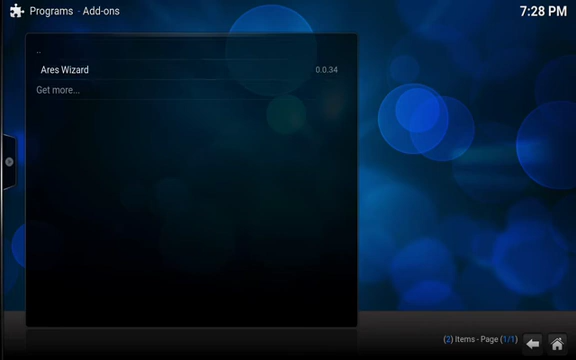 Programs - Add-ons
7:28 PM
..
Ares Wizard 0.0.34
Get more...
(2) Items - Page (1/1)